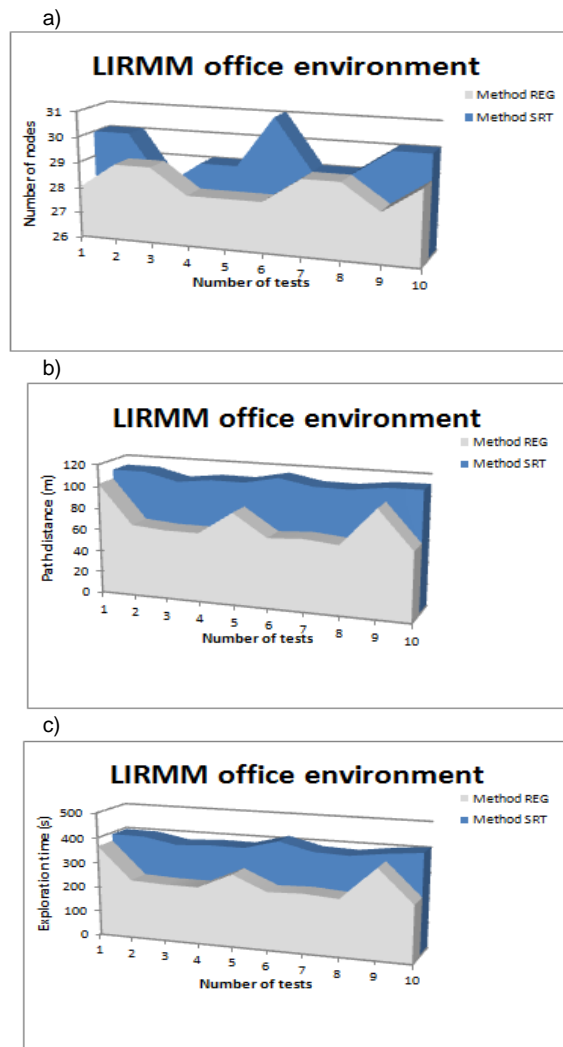 a)
LIRMM office environment
Method REG
Method SRT
Number of nodes
31
30
29
28
27
26
1 2 3 4 5 6 7 8 9 10
Number of tests
b)
LIRMM office environment
Method REG
Method SRT
Path distance (m)
120
100
80
60
40
20
0
1 2 3 4 5 6 7 8 9 10
Number of tests
c)
LIRMM office environment
Method REG
Method SRT
Exploration time (s)
500
400
300
200
100
0
1 2 3 4 5 6 7 8 9 10
Number of tests